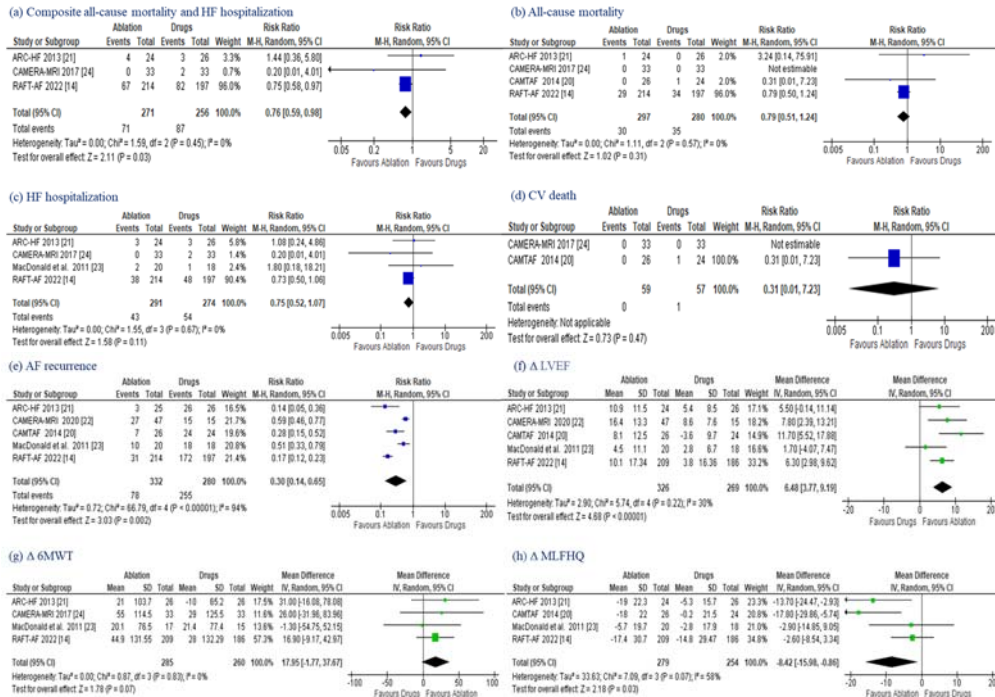 (a) Composite all-cause mortality and HF hospitalization
Ablation Drugs Risk Ratio Risk Ratio
Study or Subgroup Events Total Events Total Weight M-H, Random, 95% CI M-H, Random, 95% CI
ARC-HF 2013 [21] 4 24 3 26 3.3% 1.44 [0.36, 5.80]
CAMERA-MRI 2017 [24] 0 33 2 33 0.7% 0.20 [0.01, 4.01]
RAFT-AF 2022 [14] 67 214 82 197 96.0% 0.75 [0.58, 0.97]
Total (95% CI) 271 256 100.0% 0.76 [0.59, 0.98]
Total events 71 87
Heterogeneity: Tau² = 0.00; Chi² = 1.59, df = 2 (P = 0.45); I² = 0%
Test for overall effect: Z = 2.11 (P = 0.03)
0.05 0.2 1 5 20
Favours Ablation Favours Drugs
(b) All-cause mortality
Ablation Drugs Risk Ratio Risk Ratio
Study or Subgroup Events Total Events Total Weight M-H, Random, 95% CI M-H, Random, 95% CI
ARC-HF 2013 [21] 1 24 0 26 2.0% 3.24 [0.14, 75.91]
CAMERA-MRI 2017 [24] 0 33 0 33 Not estimable
CAMTAF 2014 [20] 0 26 1 24 2.0% 0.31 [0.01, 7.23]
RAFT-AF 2022 [14] 29 214 34 197 96.0% 0.79 [0.50, 1.24]
Total (95% CI) 297 280 100.0% 0.79 [0.51, 1.24]
Total events 30 35
Heterogeneity: Tau² = 0.00; Chi² = 1.11, df = 2 (P = 0.57); I² = 0%
Test for overall effect: Z = 1.02 (P = 0.31)
0.005 0.1 1 10 200
Favours Ablation Favours Drugs
(c) HF hospitalization
Ablation Drugs Risk Ratio Risk Ratio
Study or Subgroup Events Total Events Total Weight M-H, Random, 95% CI M-H, Random, 95% CI
ARC-HF 2013 [21] 3 24 3 26 5.8% 1.08 [0.24, 4.86]
CAMERA-MRI 2017 [24] 0 33 2 33 1.4% 0.20 [0.01, 4.01]
MacDonald et al. 2011 [23] 2 20 1 18 2.4% 1.80 [0.18, 18.21]
RAFT-AF 2022 [14] 38 214 48 197 90.4% 0.73 [0.50, 1.06]
Total (95% CI) 291 274 100.0% 0.75 [0.52, 1.07]
Total events 43 54
Heterogeneity: Tau² = 0.00; Chi² = 1.55, df = 3 (P = 0.67); I² = 0%
Test for overall effect: Z = 1.58 (P = 0.11)
0.01 0.1 1 10 100
Favours Ablation Favours Drugs
(d) CV death
Ablation Drugs Risk Ratio Risk Ratio
Study or Subgroup Events Total Events Total Weight M-H, Random, 95% CI M-H, Random, 95% CI
CAMERA-MRI 2017 [24] 0 33 0 33 Not estimable
CAMTAF 2014 [20] 0 26 1 24 100.0% 0.31 [0.01, 7.23]
Total (95% CI) 59 57 100.0% 0.31 [0.01, 7.23]
Total events 0 1
Heterogeneity: Not applicable
Test for overall effect: Z = 0.73 (P = 0.47)
0.01 0.1 1 10 100
Favours Ablation Favours Drugs
(e) AF recurrence
Ablation Drugs Risk Ratio Risk Ratio
Study or Subgroup Events Total Events Total Weight M-H, Random, 95% CI M-H, Random, 95% CI
ARC-HF 2013 [21] 3 25 26 26 16.5% 0.14 [0.05, 0.36]
CAMERA-MRI 2020 [22] 27 47 15 15 21.7% 0.59 [0.46, 0.77]
CAMTAF 2014 [20] 7 26 24 24 19.6% 0.28 [0.15, 0.52]
MacDonald et al. 2011 [23] 10 20 18 18 20.8% 0.51 [0.33, 0.79]
RAFT-AF 2022 [14] 31 214 172 197 21.4% 0.17 [0.12, 0.23]
Total (95% CI) 332 280 100.0% 0.30 [0.14, 0.65]
Total events 78 255
Heterogeneity: Tau² = 0.72; Chi² = 66.79, df = 4 (P < 0.00001); I² = 94%
Test for overall effect: Z = 3.03 (P = 0.002)
0.01 0.1 1 10 100
Favours Ablation Favours Drugs
(f) Δ LVEF
Ablation Drugs Mean Difference Mean Difference
Study or Subgroup Mean SD Total Mean SD Total Weight IV, Random, 95% CI IV, Random, 95% CI
ARC-HF 2013 [21] 10.9 11.5 24 5.4 8.5 26 17.1% 5.50 [-0.14, 11.14]
CAMERA-MRI 2020 [22] 16.4 13.3 47 8.6 7.6 15 18.5% 7.80 [2.39, 13.21]
CAMTAF 2014 [20] 8.1 12.5 26 -3.6 9.7 24 14.9% 11.70 [5.52, 17.88]
MacDonald et al. 2011 [23] 4.5 11.1 20 2.8 6.7 18 16.6% 1.70 [-4.07, 7.47]
RAFT-AF 2022 [14] 10.1 17.34 209 3.8 16.36 186 32.9% 6.30 [2.98, 9.62]
Total (95% CI) 326 269 100.0% 6.48 [3.77, 9.19]
Heterogeneity: Tau² = 2.90; Chi² = 5.74, df = 4 (P = 0.22); I² = 30%
Test for overall effect: Z = 4.68 (P < 0.00001)
-20 -10 0 10 20
Favours Drugs Favours Ablation
(g) Δ 6MWT
Ablation Drugs Mean Difference Mean Difference
Study or Subgroup Mean SD Total Mean SD Total Weight IV, Random, 95% CI IV, Random, 95% CI
ARC-HF 2013 [21] 21 103.7 26 -10 65.2 26 17.5% 31.00 [-16.08, 78.08]
CAMERA-MRI 2017 [24] 55 114.5 33 29 125.5 33 11.6% 26.00 [-31.96, 83.96]
MacDonald et al. 2011 [23] 20.1 76.5 17 21.4 77.4 15 13.6% -1.30 [-54.75, 52.15]
RAFT-AF 2022 [14] 44.9 131.55 209 28 132.29 186 57.3% 16.90 [-9.17, 42.97]
Total (95% CI) 285 260 100.0% 17.95 [-1.77, 37.67]
Heterogeneity: Tau² = 0.00; Chi² = 0.87, df = 3 (P = 0.83); I² = 0%
Test for overall effect: Z = 1.78 (P = 0.07)
-100 -50 0 50 100
Favours Drugs Favours Ablation
(h) Δ MLFHQ
Ablation Drugs Mean Difference Mean Difference
Study or Subgroup Mean SD Total Mean SD Total Weight IV, Random, 95% CI IV, Random, 95% CI
ARC-HF 2013 [21] -19 22.3 24 -5.3 15.7 26 23.3% -13.70 [-24.47, -2.93]
CAMTAF 2014 [20] -18 22 26 -0.2 21.5 24 -17.80 [-29.86, -5.74]
MacDonald et al. 2011 [23] -5.7 19.7 20 -2.8 17.9 18 21.0% -2.90 [-14.85, 9.05]
RAFT-AF 2022 [14] -17.4 30.7 209 -14.8 29.47 186 -2.60 [-8.54, 3.34]
Total (95% CI) 279 254 100.0% -8.42 [-15.98, -0.86]
Heterogeneity: Tau² = 33.63; Chi² = 7.09, df = 3 (P = 0.07); I² = 58%
Test for overall effect: Z = 2.18 (P = 0.03)
-20 -10 0 10 20
Favours Ablation Favours Drugs